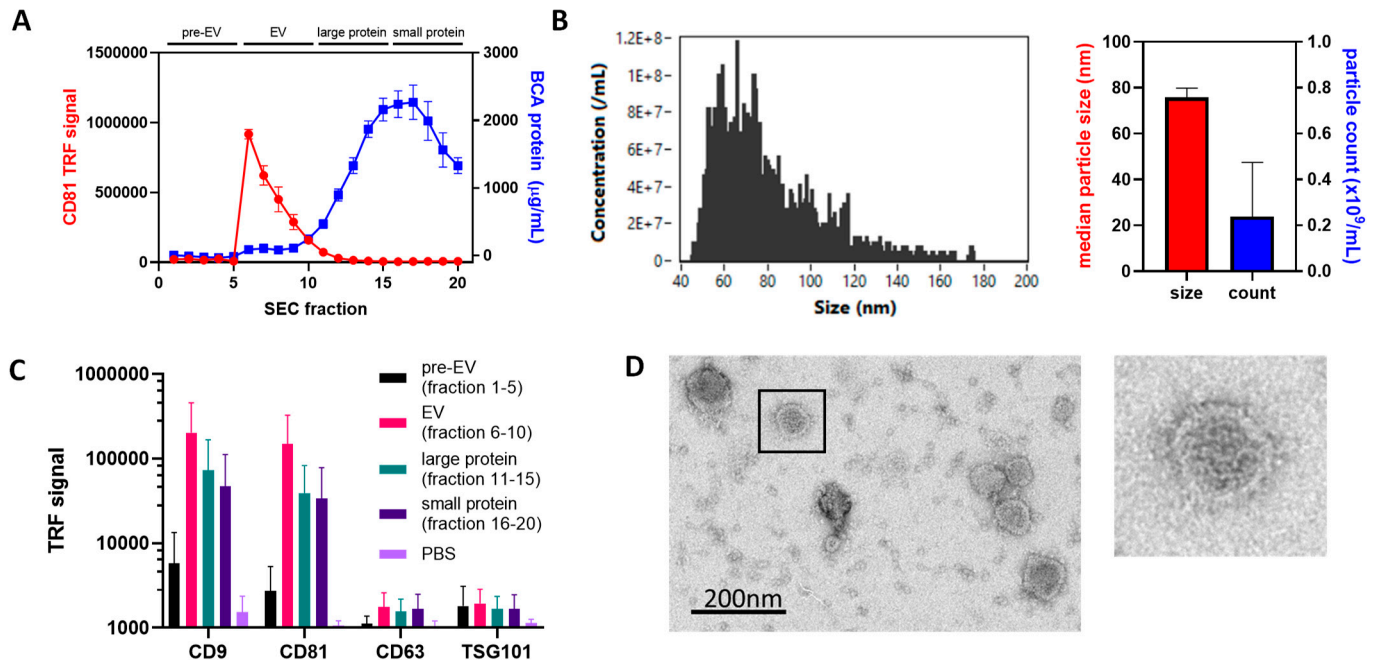 A
pre-EV EV large protein small protein
CD81 TRF signal
1500000
1000000
500000
0
3000
2000
1000
0
BCA protein (μg/mL)
0 5 10 15 20
SEC fraction
B
Concentration (/mL)
1.2E+8
1E+8
8E+7
6E+7
4E+7
2E+7
0
40 60 80 100 120 140 160 180 200
Size (nm)
median particle size (nm)
100
80
60
40
20
0
1.0
0.8
0.6
0.4
0.2
0.0
particle count (x10⁹/mL)
size count
C
TRF signal
1000000
100000
10000
1000
CD9 CD81 CD63 TSG101
pre-EV
(fraction 1-5)
EV
(fraction 6-10)
large protein
(fraction 11-15)
small protein
(fraction 16-20)
PBS
D
200nm